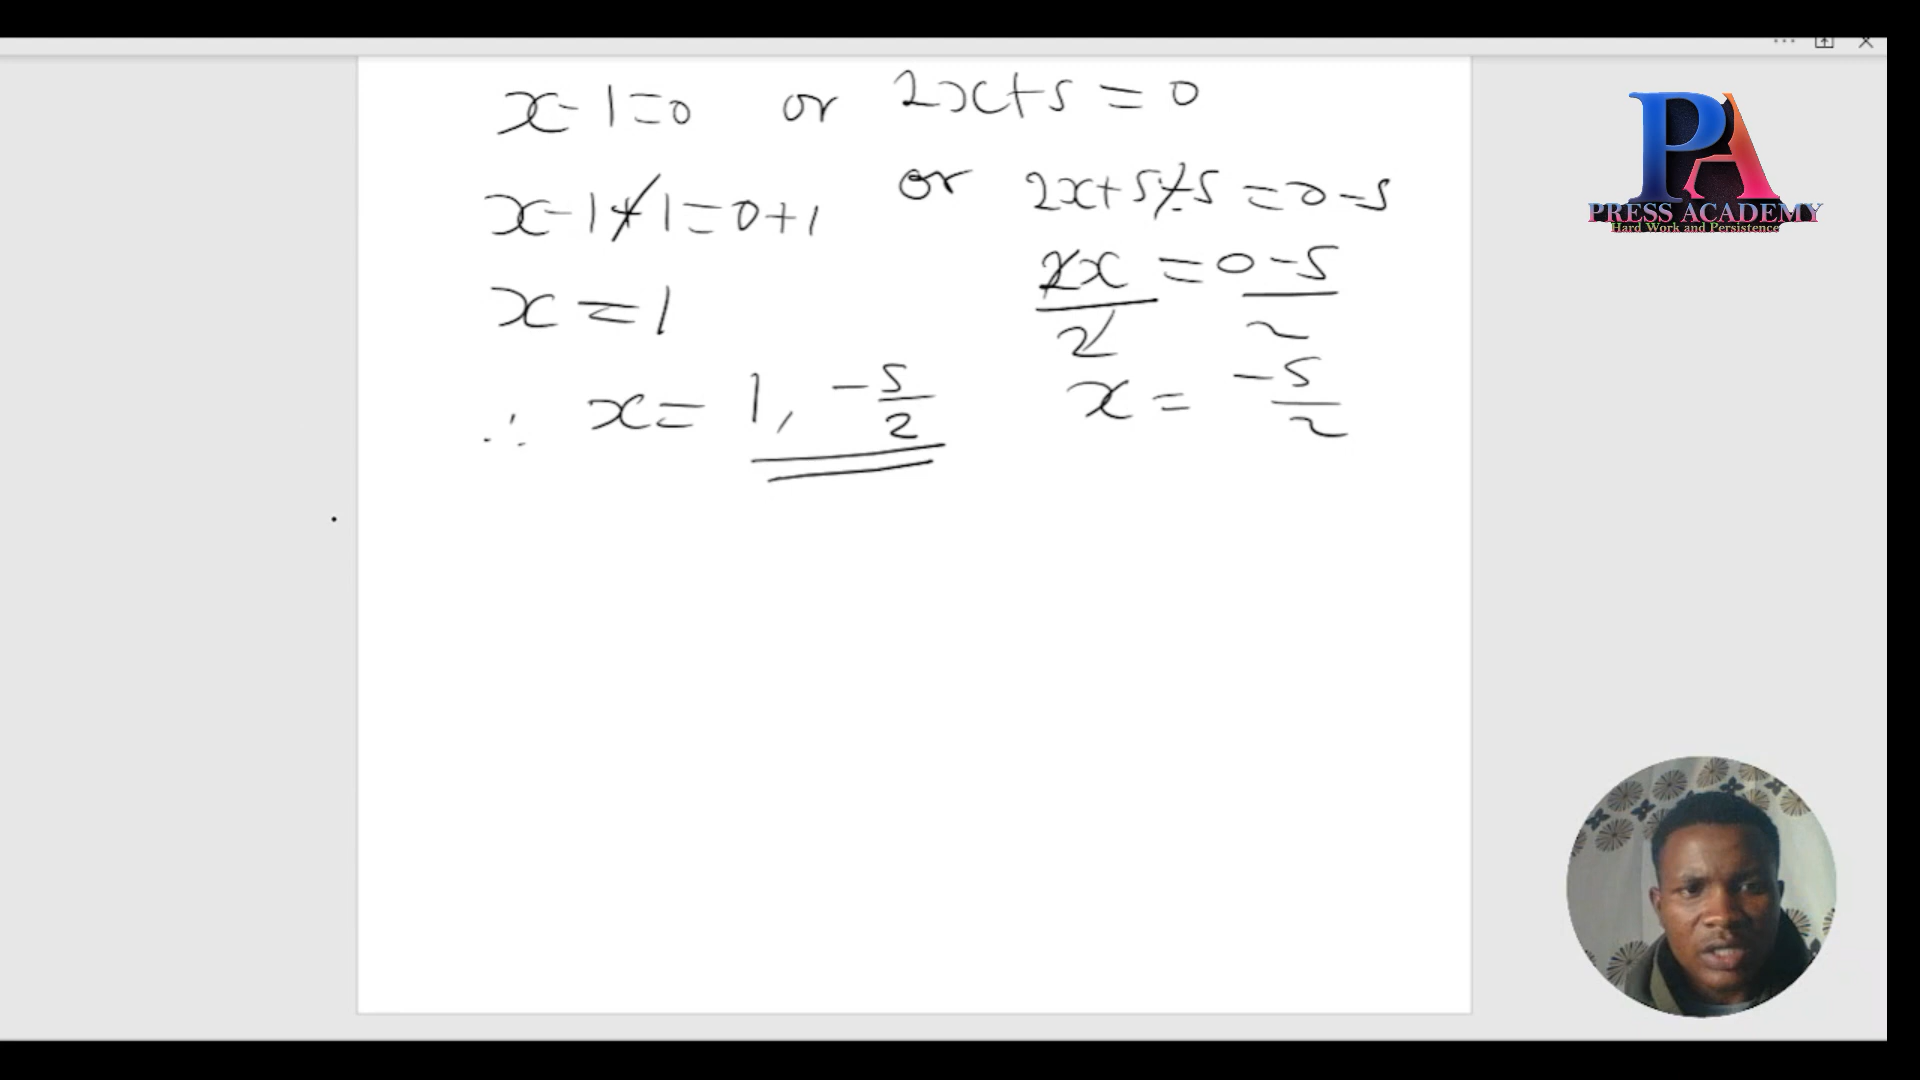 x-1=0 or 2x+5=0
x-1+1=0+1 or 2x+5-5=0-5
2x/2=0-5/2
x=1
x=-5/2
∴ x=1, -5/2
PA
PRESS ACADEMY
Hard Work and Persistence